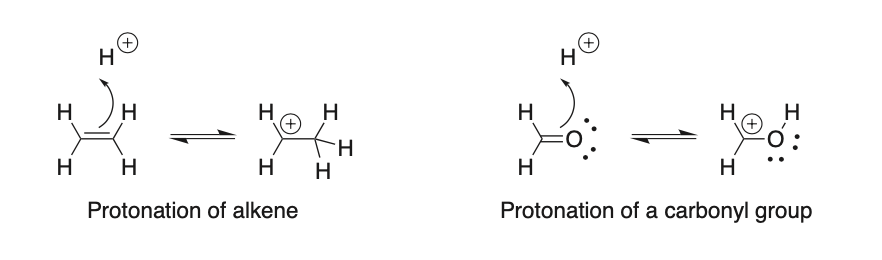 H⊕ H⊕
H H H ⊕ H H H O H ⊕ H O
H H H H H H
Protonation of alkene Protonation of a carbonyl group